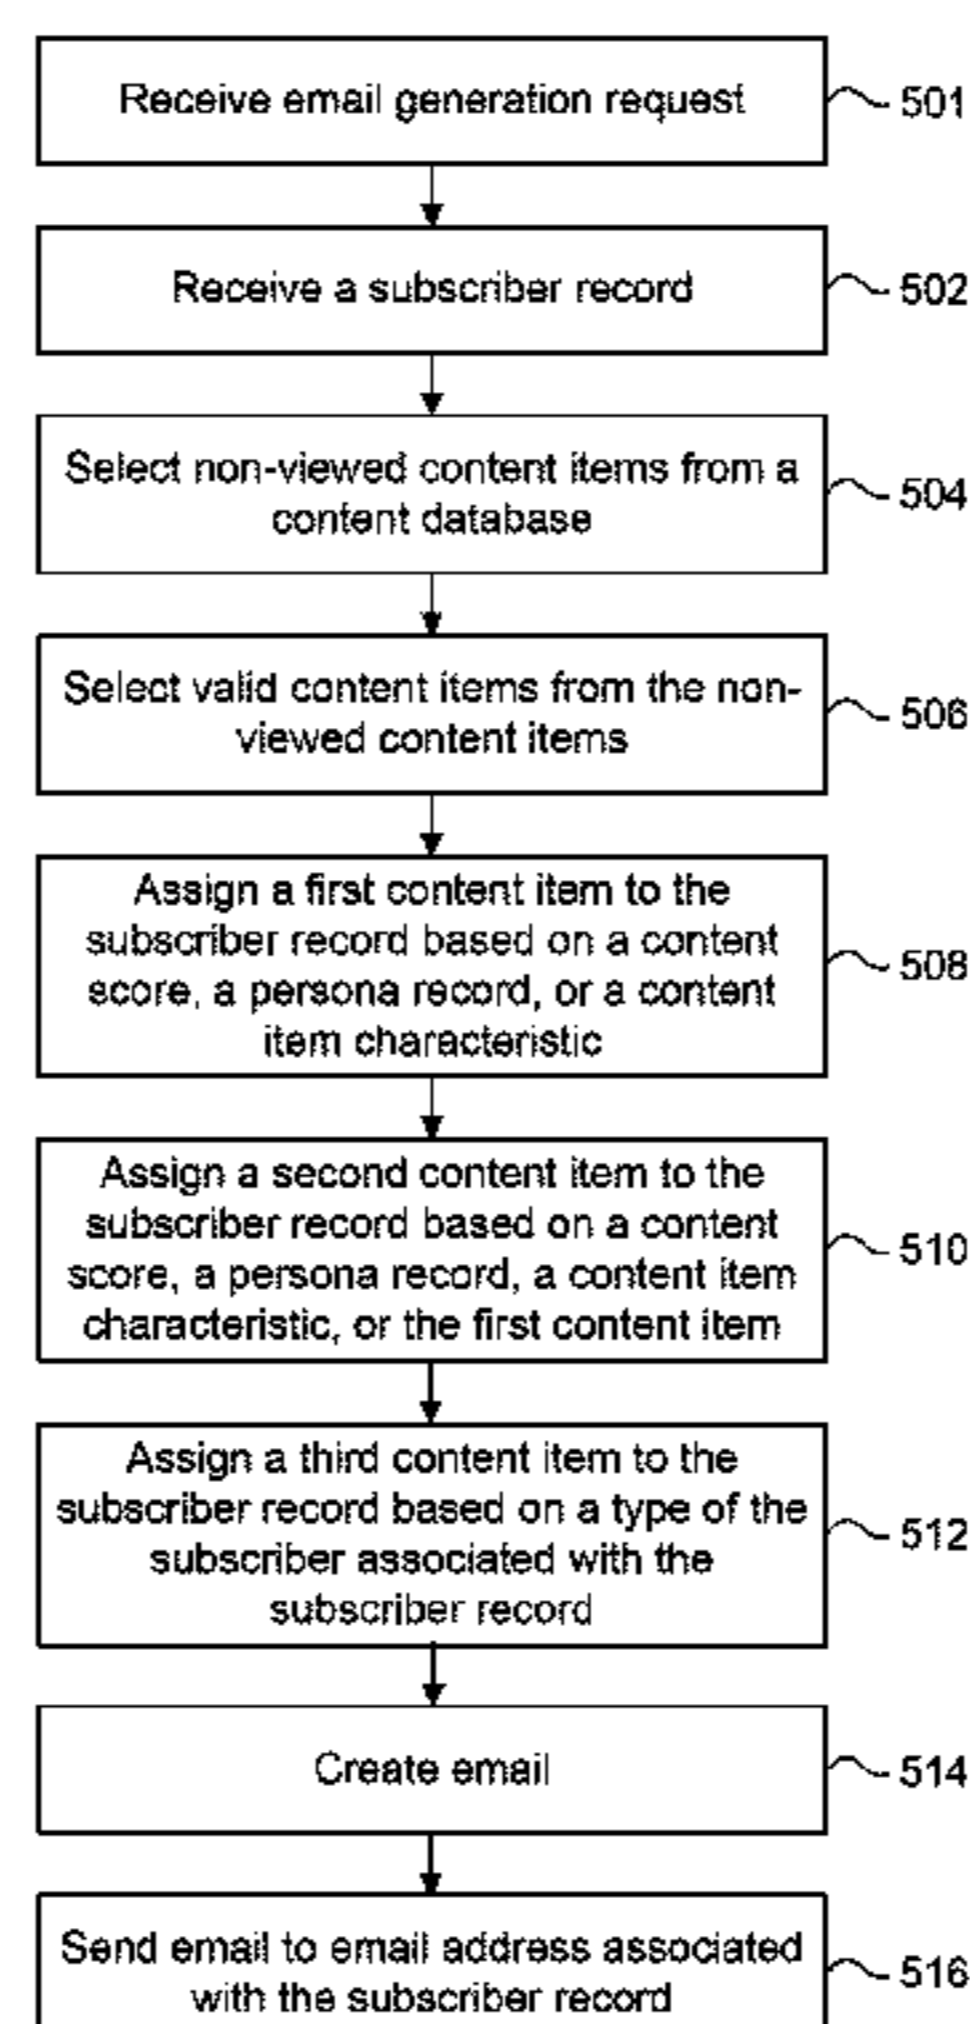 Receive email generation request
501
Receive a subscriber record
502
Select non-viewed content items from a
content database
504
Select valid content items from the non-
viewed content items
506
Assign a first content item to the
subscriber record based on a content
score, a persona record, or a content
item characteristic
508
Assign a second content item to the
subscriber record based on a content
score, a persona record, a content item
characteristic, or the first content item
510
Assign a third content item to the
subscriber record based on a type of the
subscriber associated with the
subscriber record
512
Create email
514
Send email to email address associated
with the subscriber record
516